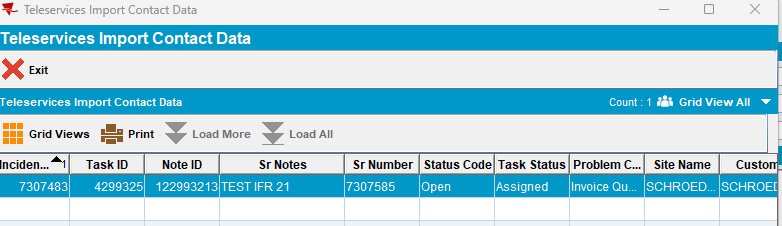 Teleservices Import Contact Data
Teleservices Import Contact Data
Exit
Teleservices Import Contact Data Count : 1 Grid View All
Grid Views Print Load More Load All
Inciden... 1 Task ID Note ID Sr Notes Sr Number Status Code Task Status Problem C... Site Name Custom
7307483 4299325 122993213 TEST IFR 21 7307585 Open Assigned Invoice Qu... SCHROED... SCHROED